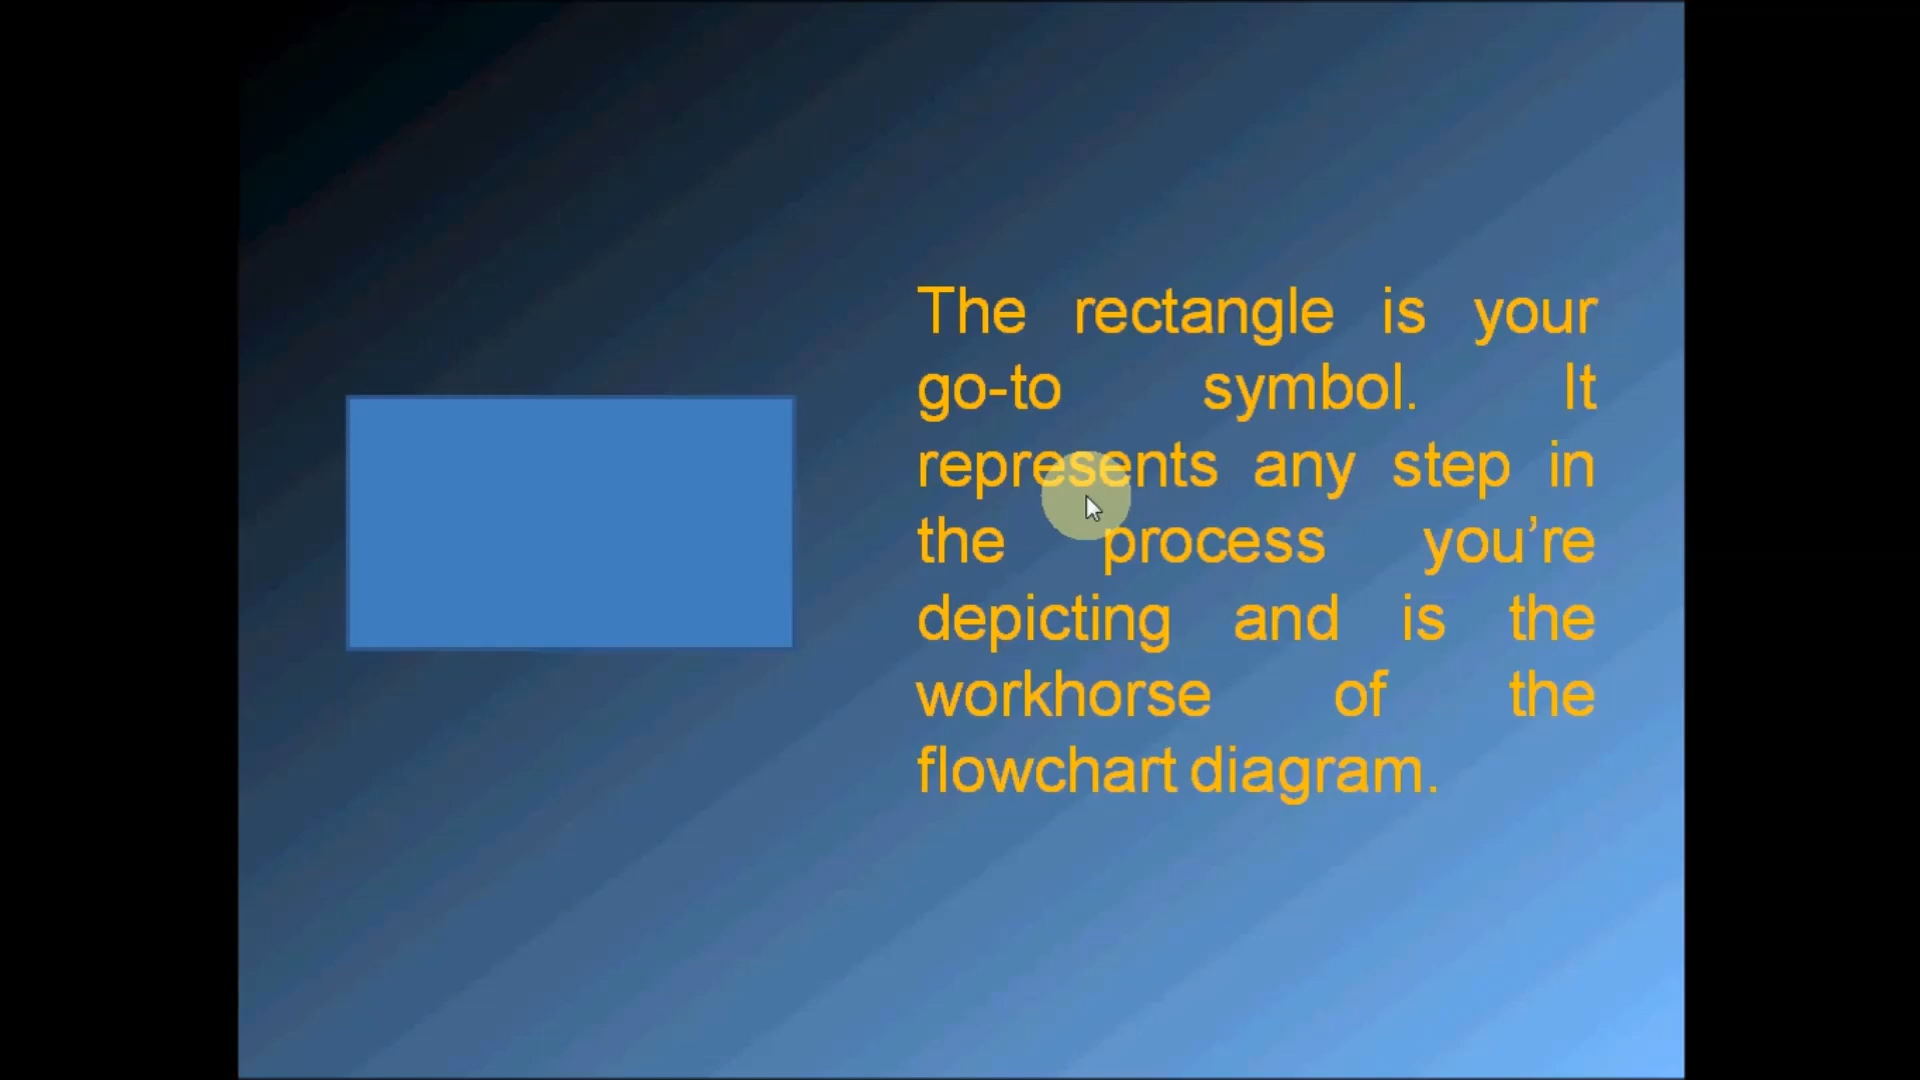 The rectangle is your
go-to symbol. It
represents any step in
the process you’re
depicting and is the
workhorse of the
flowchart diagram.